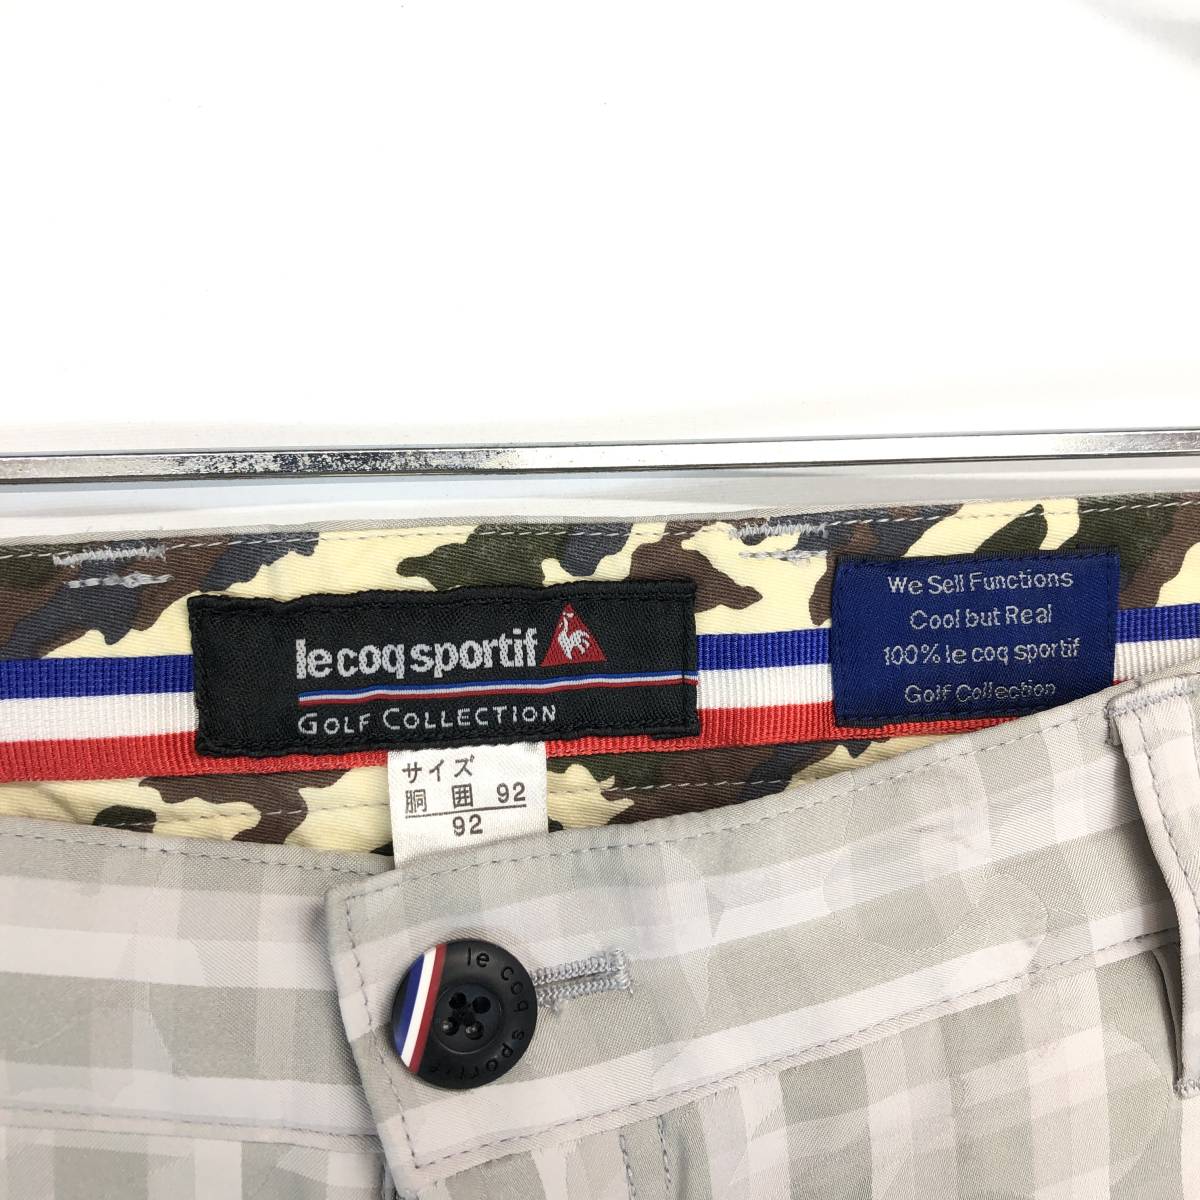 le coq sportif
GOLF COLLECTION
We Sell Functions
Cool but Real
100% le coq sportif
Golf Collection
サイズ
胴囲 92
92
le coq sportif